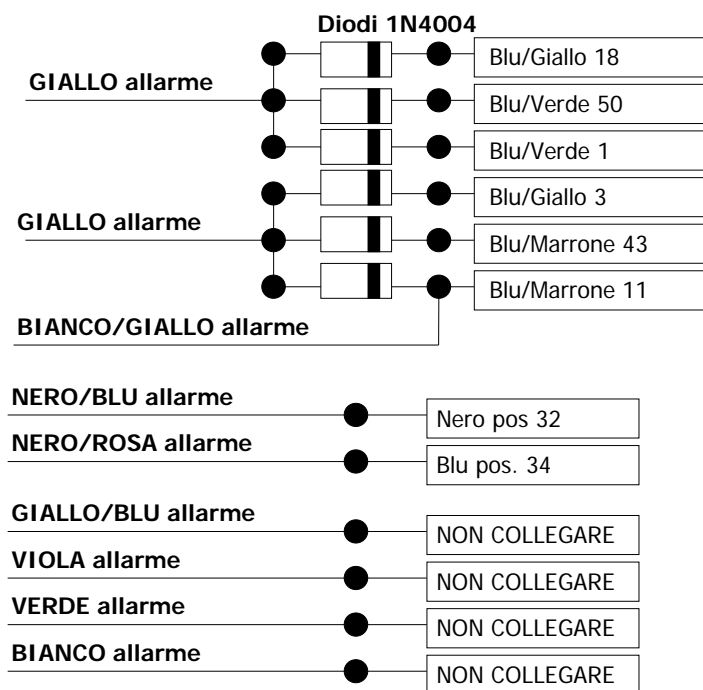 Diodi 1N4004
Blu/Giallo 18
GIALLO allarme
Blu/Verde 50
Blu/Verde 1
Blu/Giallo 3
GIALLO allarme
Blu/Marrone 43
Blu/Marrone 11
BIANCO/GIALLO allarme
NERO/BLU allarme
Nero pos 32
NERO/ROSA allarme
Blu pos. 34
GIALLO/BLU allarme
NON COLLEGARE
VIOLA allarme
NON COLLEGARE
VERDE allarme
NON COLLEGARE
BIANCO allarme
NON COLLEGARE